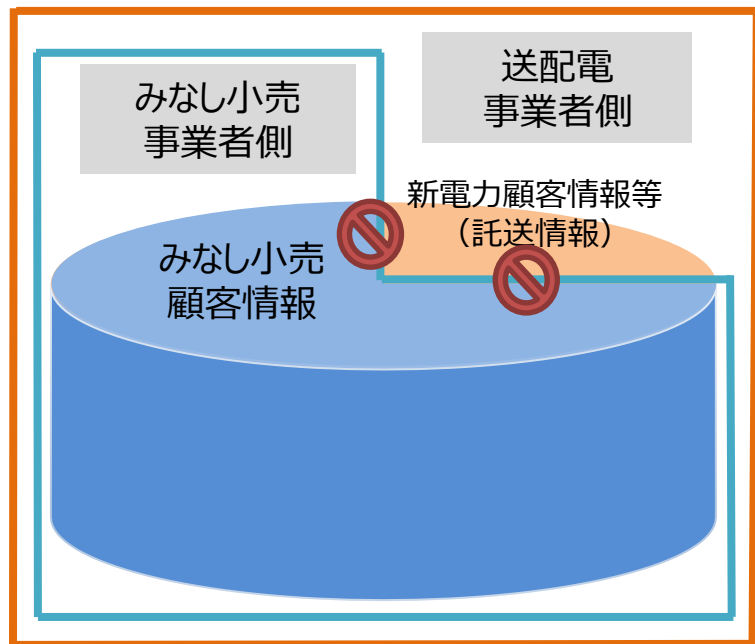 みなし小売
事業者側
送配電
事業者側
新電力顧客情報等
（託送情報）
みなし小売
顧客情報